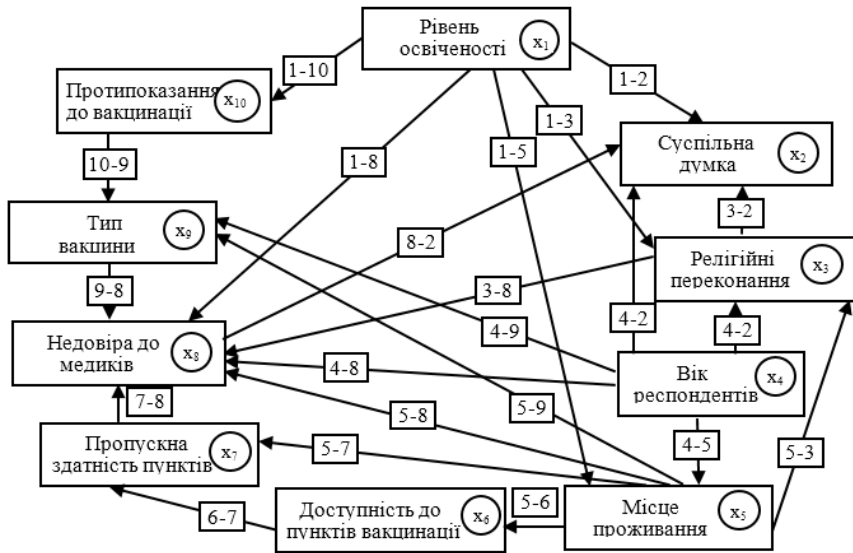 Рівень
освіченості
x1
1-10
1-2
Протипоказання
до вакцинації
x10
1-3
1-8
1-5
Суспільна
думка
x2
10-9
3-2
Тип
вакшини
x9
8-2
Релігійні
переконання
x3
9-8
3-8
4-2
4-2
4-9
Недовіра до
медиків
x8
4-8
Вік
респондентів
x4
7-8
5-8
5-9
4-5
5-3
Пропускна
здатність пунктів
x7
5-7
6-7
Доступність до
пунктів вакцинації
x6
5-6
Місце
проживання
x5